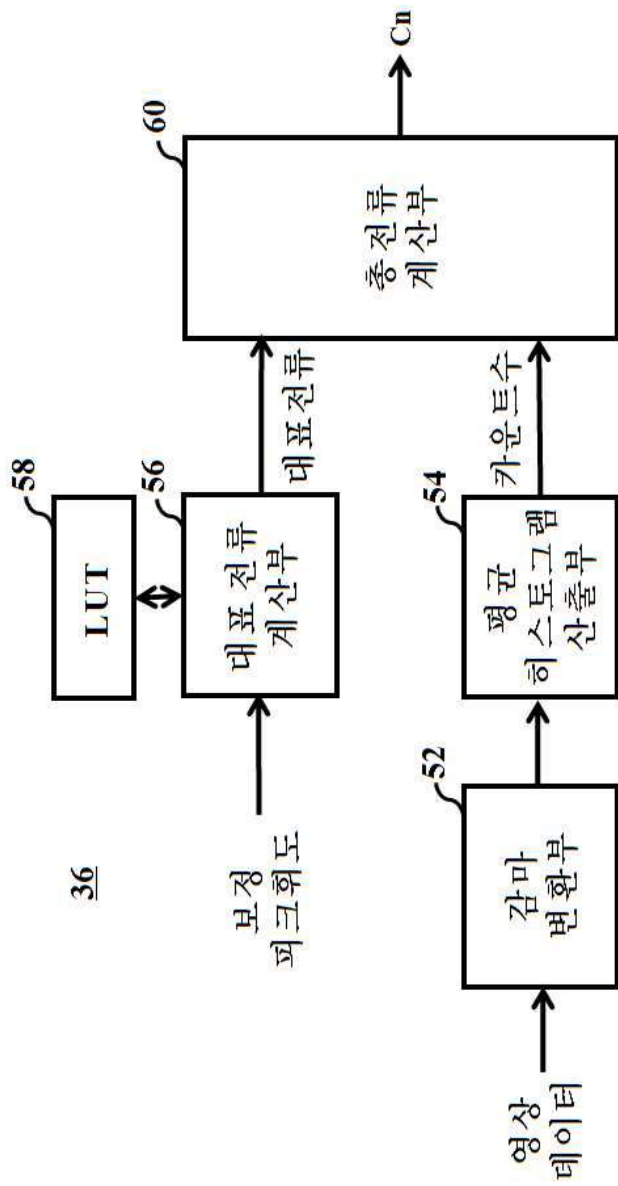 36
58
LUT
56
보정
피크휘도
대표 전류
계산부
대표전류
60
총전류
계산부
Cn
영상
데이터
52
감마
변환부
54
평균
히스토그램
산출부
카운트수